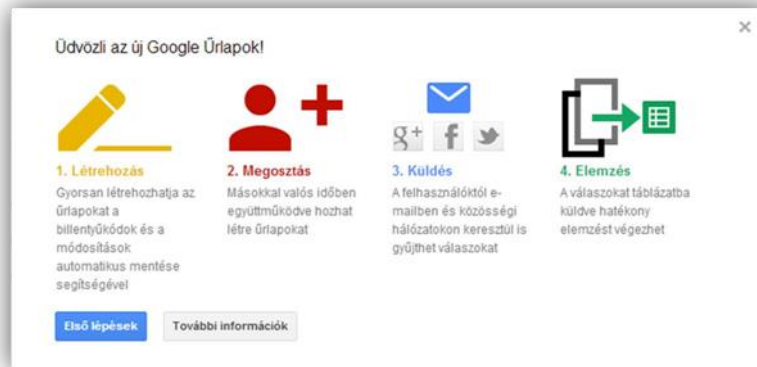 Üdvözli az új Google Űrlapok!
1. Létrehozás
Gyorsan létrehozhatja az
űrlapokat a
billentyűkódok és a
módosítások
automatikus mentése
segítségével
2. Megosztás
Másokkal valós időben
együttműködve hozhat
létre űrlapokat
g+ f
3. Küldés
A felhasználóktól e-
mailben és közösségi
hálózatokon keresztül is
gyűjthet válaszokat
4. Elemzés
A válaszokat táblázatba
küldve hatékony
elemzést végezhet
Első lépések
További információk